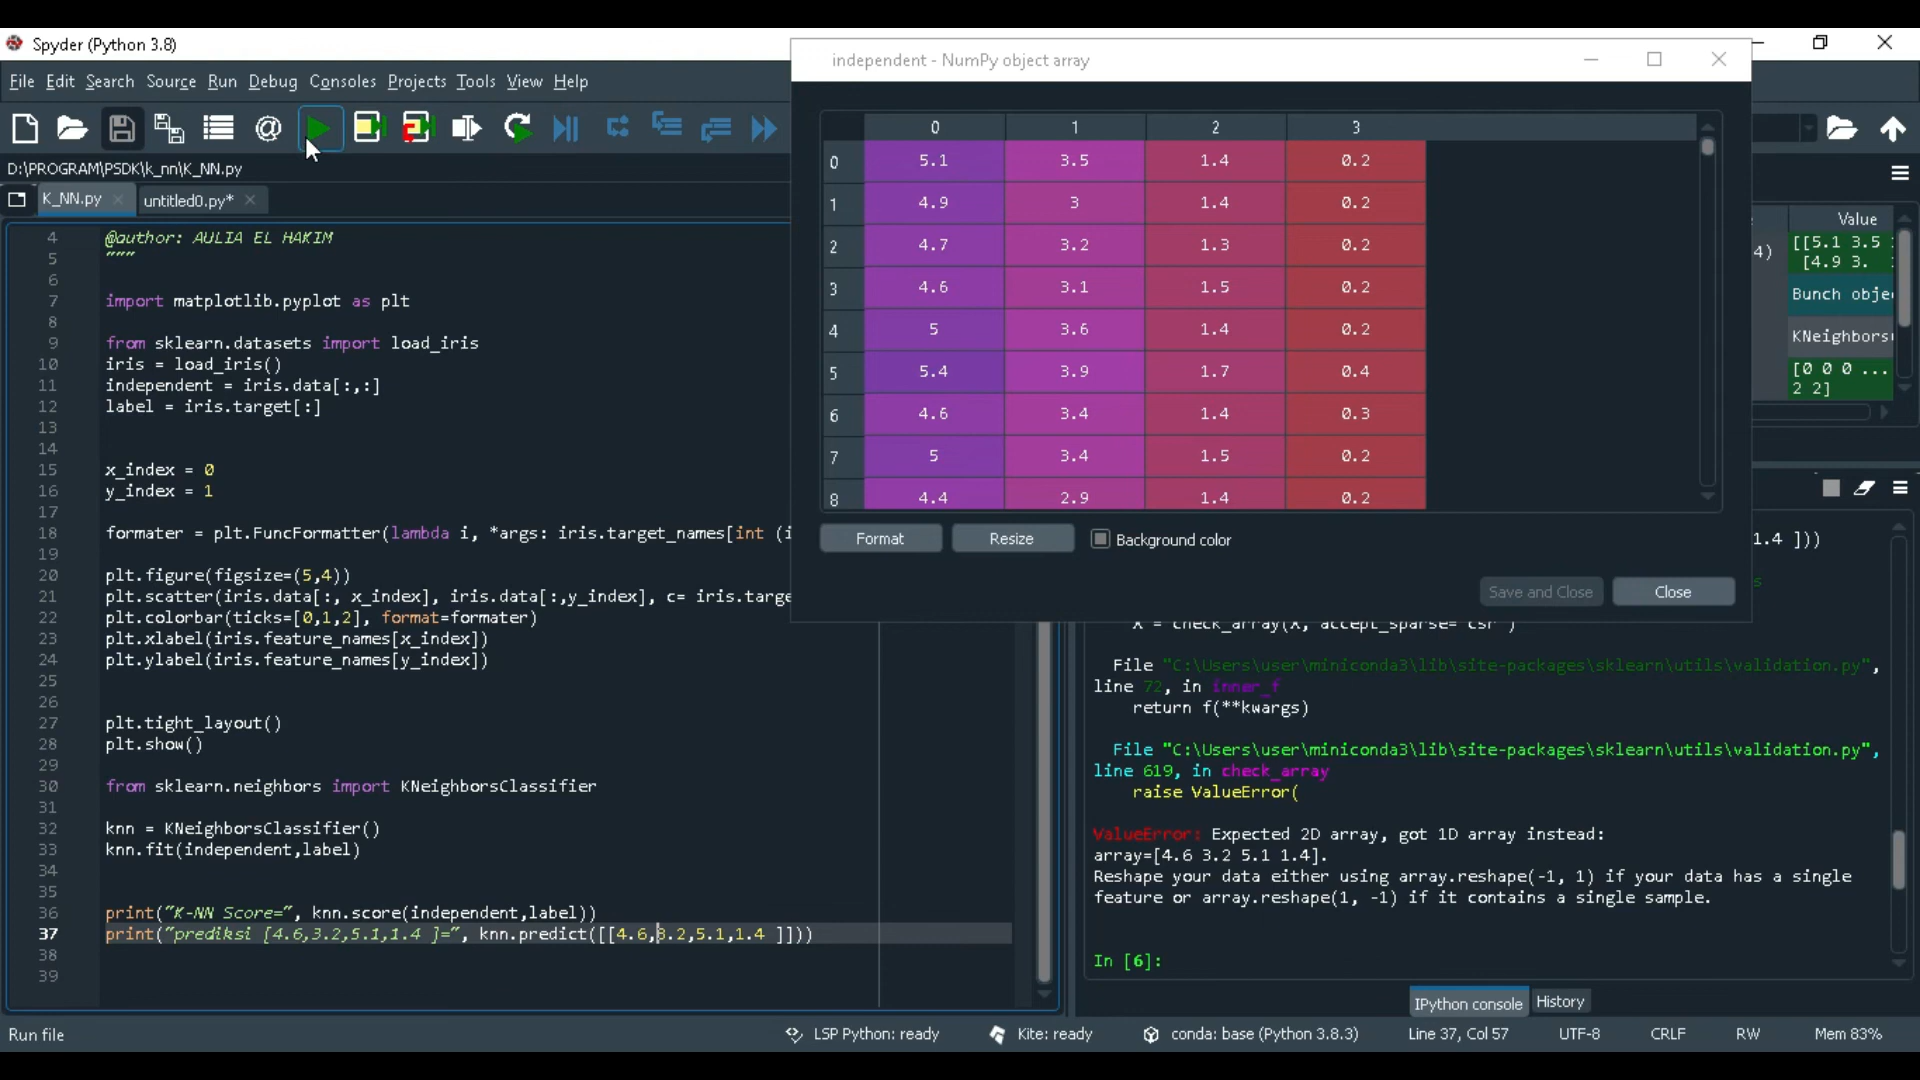 Spyder (Python 3.8)
File Edit Search Source Run Debug Consoles Projects Tools View Help
D:\PROGRAM\PSDK\k_nn\K_NN.py
K_NN.py
untitled0.py*
4 @author: AULIA EL HAKIM
5 """
6
7 import matplotlib.pyplot as plt
8
9 from sklearn.datasets import load_iris
10 iris = load_iris()
11 independent = iris.data[:,:]
12 label = iris.target[:]
13
14
15 x_index = 0
16 y_index = 1
17
18 formater = plt.FuncFormatter(lambda i, *args: iris.target_names[int (i
19
20 plt.figure(figsize=(5,4))
21 plt.scatter(iris.data[:, x_index], iris.data[:,y_index], c= iris.targe
22 plt.colorbar(ticks=[0,1,2], format=formater)
23 plt.xlabel(iris.feature_names[x_index])
24 plt.ylabel(iris.feature_names[y_index])
25
26
27 plt.tight_layout()
28 plt.show()
29
30 from sklearn.neighbors import KNeighborsClassifier
31
32 knn = KNeighborsClassifier()
33 knn.fit(independent,label)
34
35
36 print("K-NN Score=", knn.score(independent,label))
37 print("prediksi [4.6,3.2,5.1,1.4 ]=", knn.predict([[4.6,3.2,5.1,1.4 ]]))
38
39
independent - NumPy object array
0 1 2 3
0 5.1 3.5 1.4 0.2
1 4.9 3 1.4 0.2
2 4.7 3.2 1.3 0.2
3 4.6 3.1 1.5 0.2
4 5 3.6 1.4 0.2
5 5.4 3.9 1.7 0.4
6 4.6 3.4 1.4 0.3
7 5 3.4 1.5 0.2
8 4.4 2.9 1.4 0.2
Format
Resize
Background color
Save and Close
Close
Value
4)
[[5.1 3.5
[4.9 3.
Bunch obje
KNeighbors
[0 0 0 ...
2 2]
1.4 ]))
s
X = check_array(X, accept_sparse='csr')
File "C:\Users\user\miniconda3\lib\site-packages\sklearn\utils\validation.py",
line 72, in inner_f
return f(**kwargs)
File "C:\Users\user\miniconda3\lib\site-packages\sklearn\utils\validation.py",
line 619, in check_array
raise ValueError(
ValueError: Expected 2D array, got 1D array instead:
array=[4.6 3.2 5.1 1.4].
Reshape your data either using array.reshape(-1, 1) if your data has a single
feature or array.reshape(1, -1) if it contains a single sample.
In [6]:
IPython console
History
Run file
LSP Python: ready
Kite: ready
conda: base (Python 3.8.3)
Line 37, Col 57
UTF-8
CRLF
RW
Mem 83%